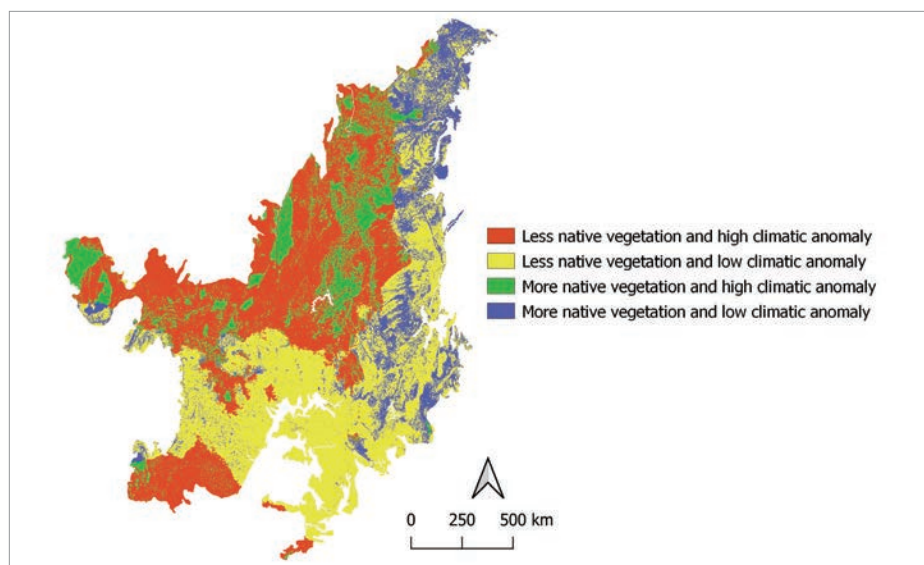 Less native vegetation and high climatic anomaly
Less native vegetation and low climatic anomaly
More native vegetation and high climatic anomaly
More native vegetation and low climatic anomaly
0 250 500 km